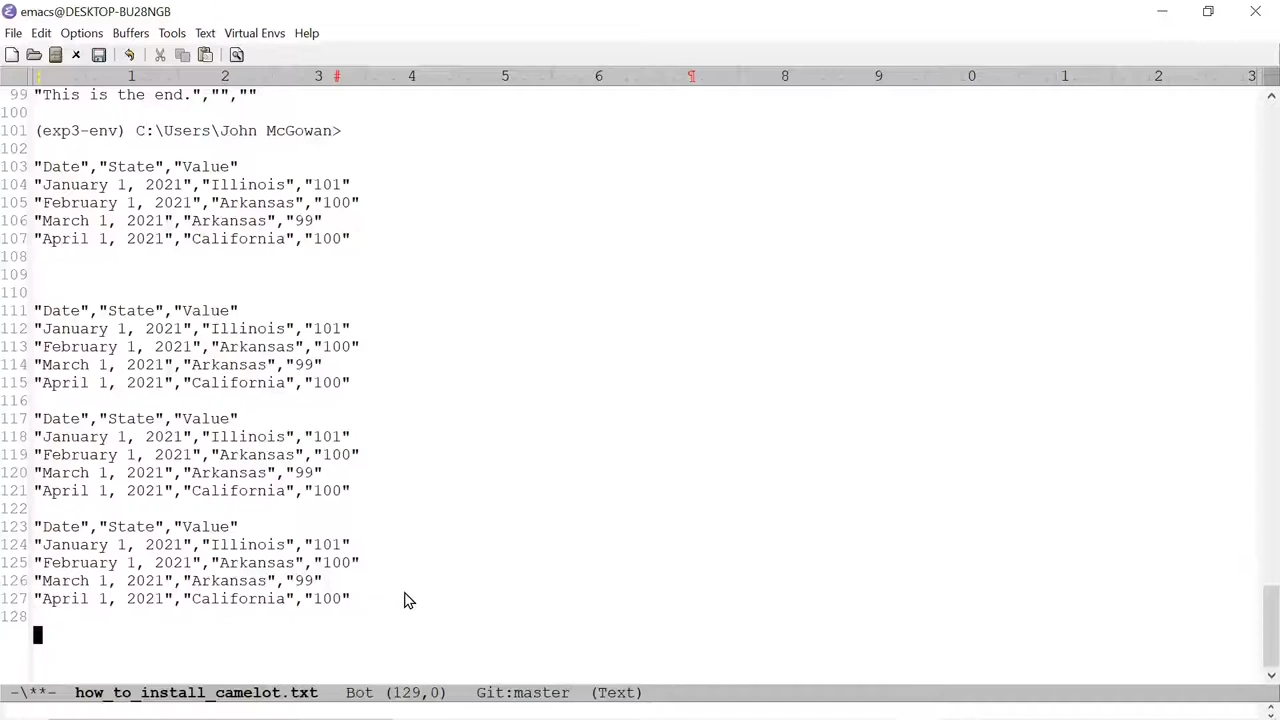 emacs@DESKTOP-BU28NGB
File Edit Options Buffers Tools Text Virtual Envs Help
1 2 3 # 4 5 6 ¶ 8 9 0 1 2 3
99 "This is the end.","",""
100
101 (exp3-env) C:\Users\John McGowan>
102
103 "Date","State","Value"
104 "January 1, 2021","Illinois","101"
105 "February 1, 2021","Arkansas","100"
106 "March 1, 2021","Arkansas","99"
107 "April 1, 2021","California","100"
108
109
110
111 "Date","State","Value"
112 "January 1, 2021","Illinois","101"
113 "February 1, 2021","Arkansas","100"
114 "March 1, 2021","Arkansas","99"
115 "April 1, 2021","California","100"
116
117 "Date","State","Value"
118 "January 1, 2021","Illinois","101"
119 "February 1, 2021","Arkansas","100"
120 "March 1, 2021","Arkansas","99"
121 "April 1, 2021","California","100"
122
123 "Date","State","Value"
124 "January 1, 2021","Illinois","101"
125 "February 1, 2021","Arkansas","100"
126 "March 1, 2021","Arkansas","99"
127 "April 1, 2021","California","100"
128
-\**- how_to_install_camelot.txt Bot (129,0) Git:master (Text)